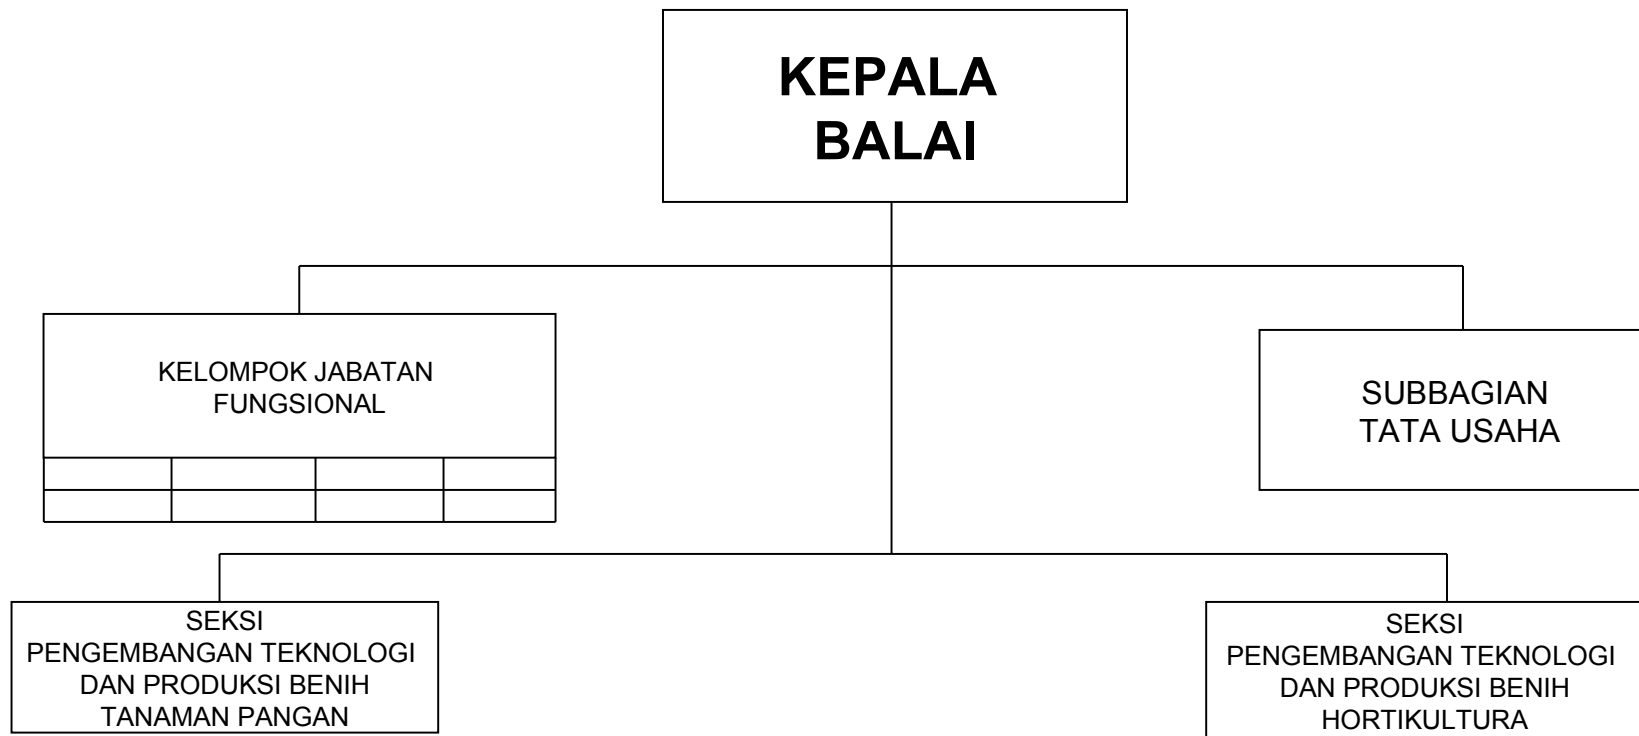 KEPALA
BALAI
KELOMPOK JABATAN
FUNGSIONAL
SUBBAGIAN
TATA USAHA
SEKSI
PENGEMBANGAN TEKNOLOGI
DAN PRODUKSI BENIH
TANAMAN PANGAN
SEKSI
PENGEMBANGAN TEKNOLOGI
DAN PRODUKSI BENIH
HORTIKULTURA